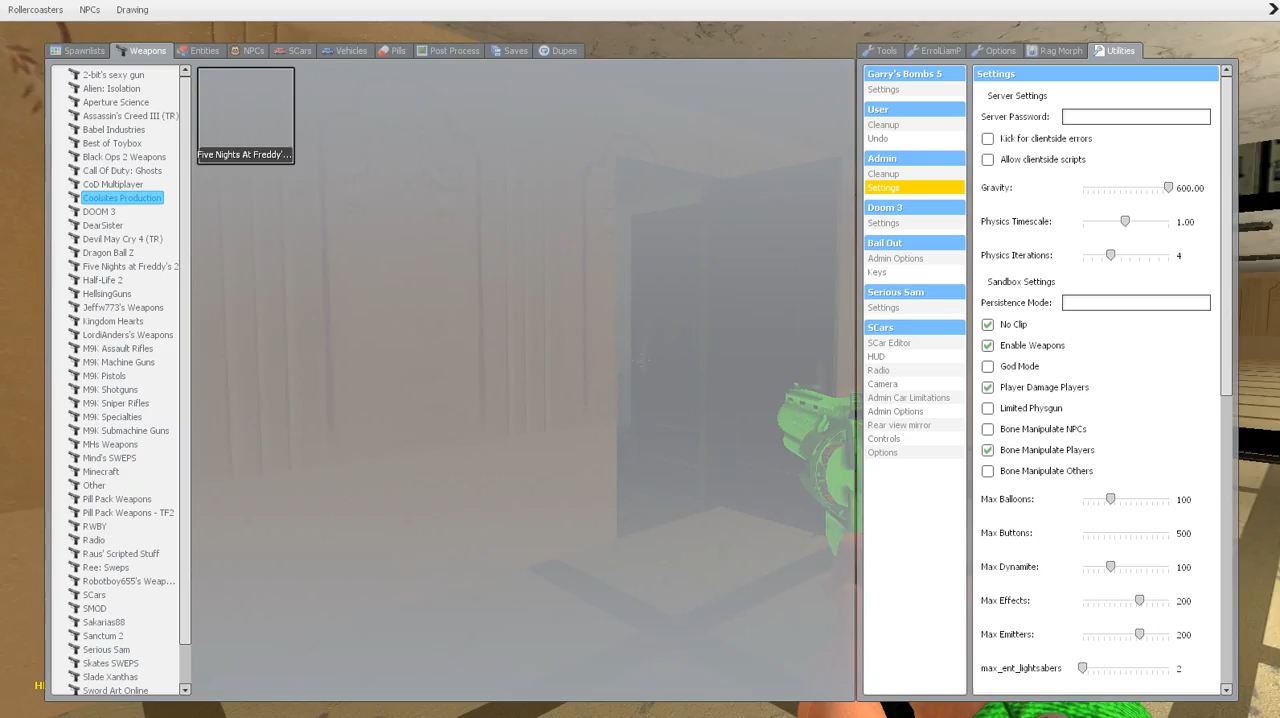 Rollercoasters NPCs Drawing
Spawnlists Weapons Entities NPCs SCars Vehicles Pills Post Process Saves Dupes
2-bit's sexy gun
Alien: Isolation
Aperture Science
Assassin's Creed III (TR)
Babel Industries
Best of Toybox
Black Ops 2 Weapons
Call Of Duty: Ghosts
CoD Multiplayer
Coolsites Production
DOOM 3
DearSister
Devil May Cry 4 (TR)
Dragon Ball Z
Five Nights at Freddy's 2
Half-Life 2
HellsingGuns
Jeffw773's Weapons
Kingdom Hearts
LordiAnders's Weapons
M9K Assault Rifles
M9K Machine Guns
M9K Pistols
M9K Shotguns
M9K Sniper Rifles
M9K Specialties
M9K Submachine Guns
MHs Weapons
Mind's SWEPS
Minecraft
Other
Pill Pack Weapons
Pill Pack Weapons - TF2
RWBY
Radio
Raus' Scripted Stuff
Ree: Sweps
Robotboy655's Weap...
SCars
SMOD
Sakarias88
Sanctum 2
Serious Sam
Skates SWEPS
Slade Xanthas
Sword Art Online
Five Nights At Freddy'...
Tools ErrolLiamP Options Rag Morph Utilities
Garry's Bombs 5
Settings
User
Cleanup
Undo
Admin
Cleanup
Settings
Doom 3
Settings
Bail Out
Admin Options
Keys
Serious Sam
Settings
SCars
SCar Editor
HUD
Radio
Camera
Admin Car Limitations
Admin Options
Rear view mirror
Controls
Options
Settings
Server Settings
Server Password:
Kick for clientside errors
Allow clientside scripts
Gravity: 600.00
Physics Timescale: 1.00
Physics Iterations: 4
Sandbox Settings
Persistence Mode:
No Clip
Enable Weapons
God Mode
Player Damage Players
Limited Physgun
Bone Manipulate NPCs
Bone Manipulate Players
Bone Manipulate Others
Max Balloons: 100
Max Buttons: 500
Max Dynamite: 100
Max Effects: 200
Max Emitters: 200
max_ent_lightsabers 2